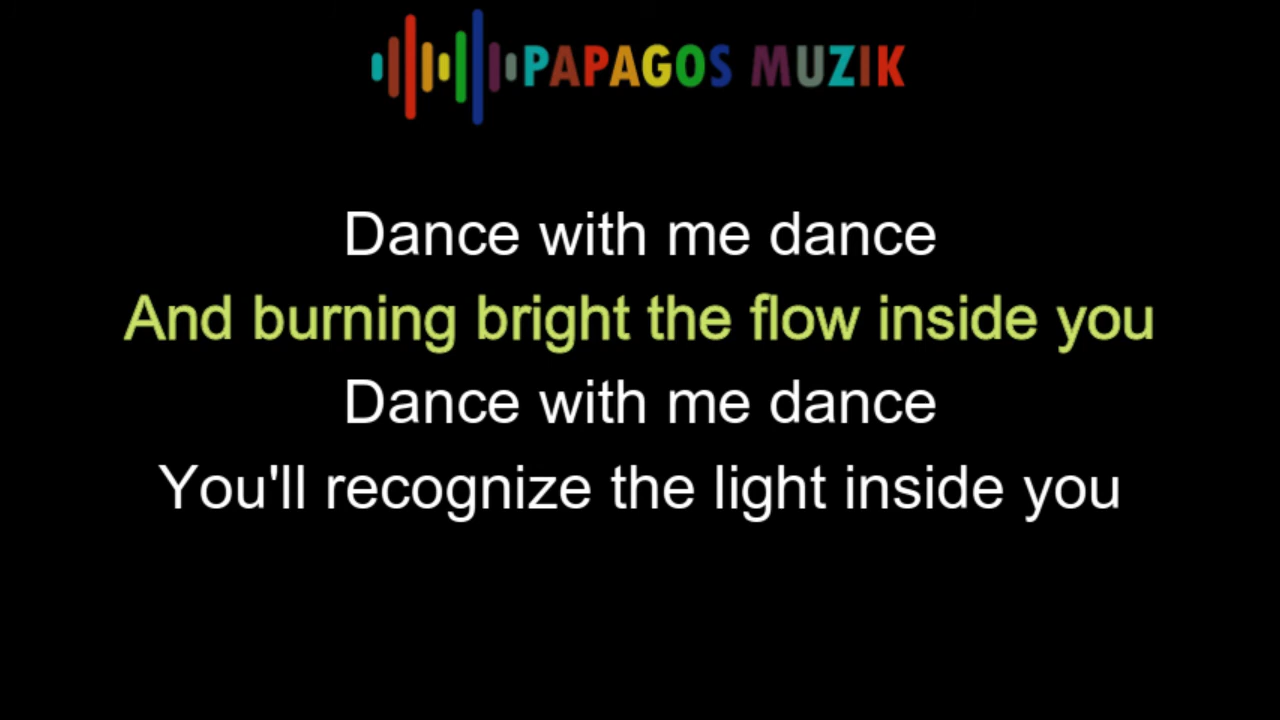 PAPAGOS MUZIK
Dance with me dance
And burning bright the flow inside you
Dance with me dance
You'll recognize the light inside you